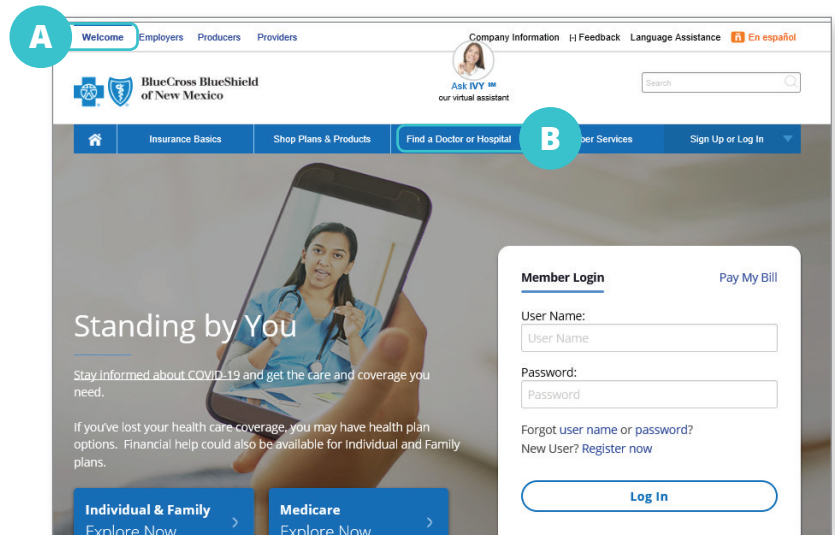 A
Welcome Employers Producers Providers Company Information [-] Feedback Language Assistance ñ En español
BlueCross BlueShield
of New Mexico
Ask IVY ℠
our virtual assistant
Search
Insurance Basics Shop Plans & Products Find a Doctor or Hospital B ber Services Sign Up or Log In
Member Login Pay My Bill
User Name:
User Name
Password:
Password
Forgot user name or password?
New User? Register now
Log In
Standing by You
Stay informed about COVID-19 and get the care and coverage you
need.
If you've lost your health care coverage, you may have health plan
options. Financial help could also be available for Individual and Family
plans.
Individual & Family
Explore Now
Medicare
Explore Now